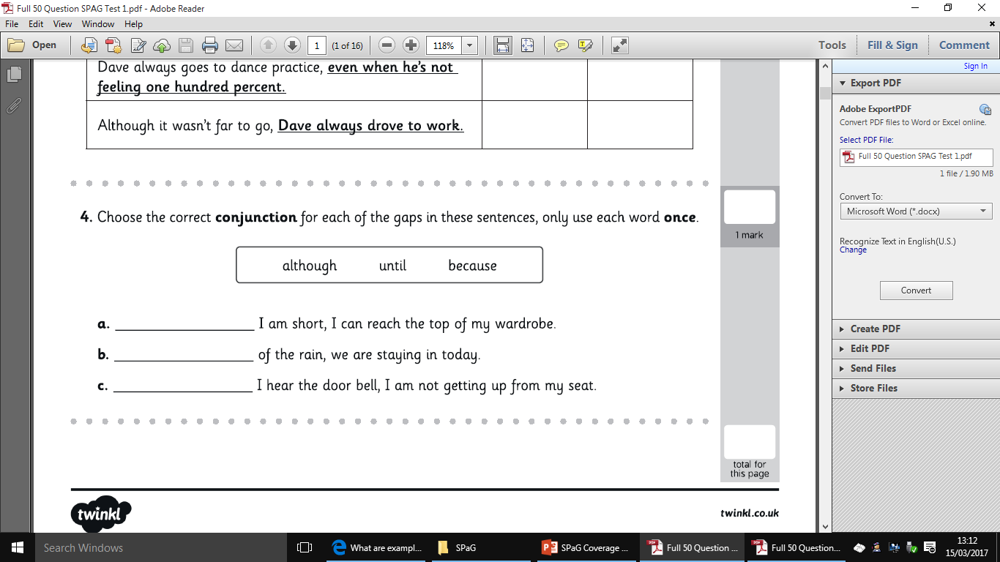 Full 50 Question SPAG Test 1.pdf - Adobe Reader
File Edit View Window Help
Open 1 (1 of 16) 118% Tools Fill & Sign Comment
Sign In
Dave always goes to dance practice, even when he's not
feeling one hundred percent.
Although it wasn't far to go, Dave always drove to work.
4. Choose the correct conjunction for each of the gaps in these sentences, only use each word once.
1 mark
although until because
a. ____________________ I am short, I can reach the top of my wardrobe.
b. ____________________ of the rain, we are staying in today.
c. ____________________ I hear the door bell, I am not getting up from my seat.
total for
this page
twinkl
twinkl.co.uk
Export PDF
Adobe ExportPDF
Convert PDF files to Word or Excel online.
Select PDF File:
Full 50 Question SPAG Test 1.pdf
1 file / 1.90 MB
Convert To:
Microsoft Word (*.docx)
Recognize Text in English(U.S.)
Change
Convert
Create PDF
Edit PDF
Send Files
Store Files
Search Windows
What are exampl...
SPaG
SPaG Coverage ...
Full 50 Question ...
Full 50 Question...
13:12
15/03/2017